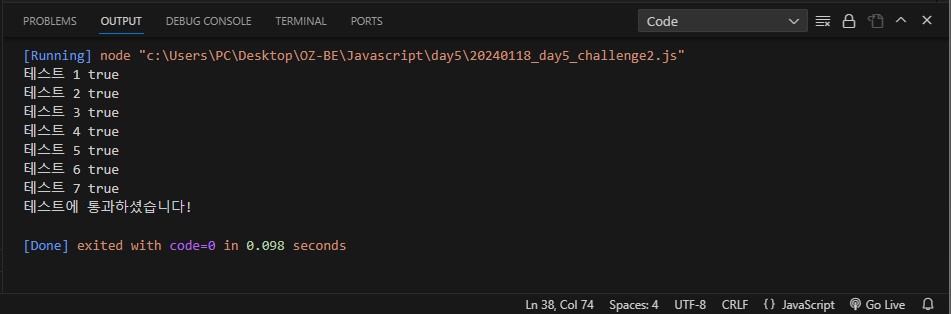 PROBLEMS OUTPUT DEBUG CONSOLE TERMINAL PORTS Code
[Running] node "c:\Users\PC\Desktop\OZ-BE\Javascript\day5\20240118_day5_challenge2.js"
테스트 1 true
테스트 2 true
테스트 3 true
테스트 4 true
테스트 5 true
테스트 6 true
테스트 7 true
테스트에 통과하셨습니다!
[Done] exited with code=0 in 0.098 seconds
Ln 38, Col 74 Spaces: 4 UTF-8 CRLF {} JavaScript Go Live